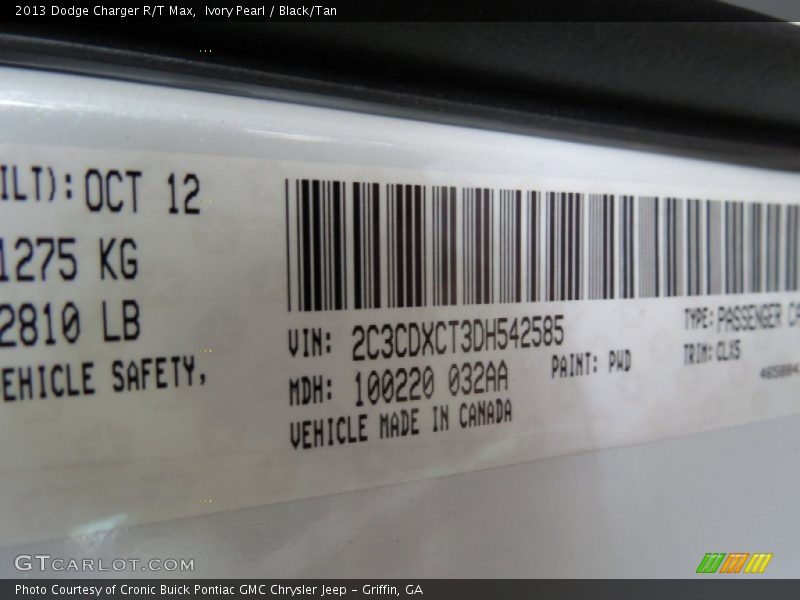 2013 Dodge Charger R/T Max, Ivory Pearl / Black/Tan
ILT): OCT 12
1275 KG
2810 LB
EHICLE SAFETY,
VIN: 2C3CDXCT3DH542585
MDH: 100220 032AA
PAINT: PWD
VEHICLE MADE IN CANADA
TYPE: PASSENGER CA
TRIM: CLX5
GTCARLOT.COM
Photo Courtesy of Cronic Buick Pontiac GMC Chrysler Jeep - Griffin, GA